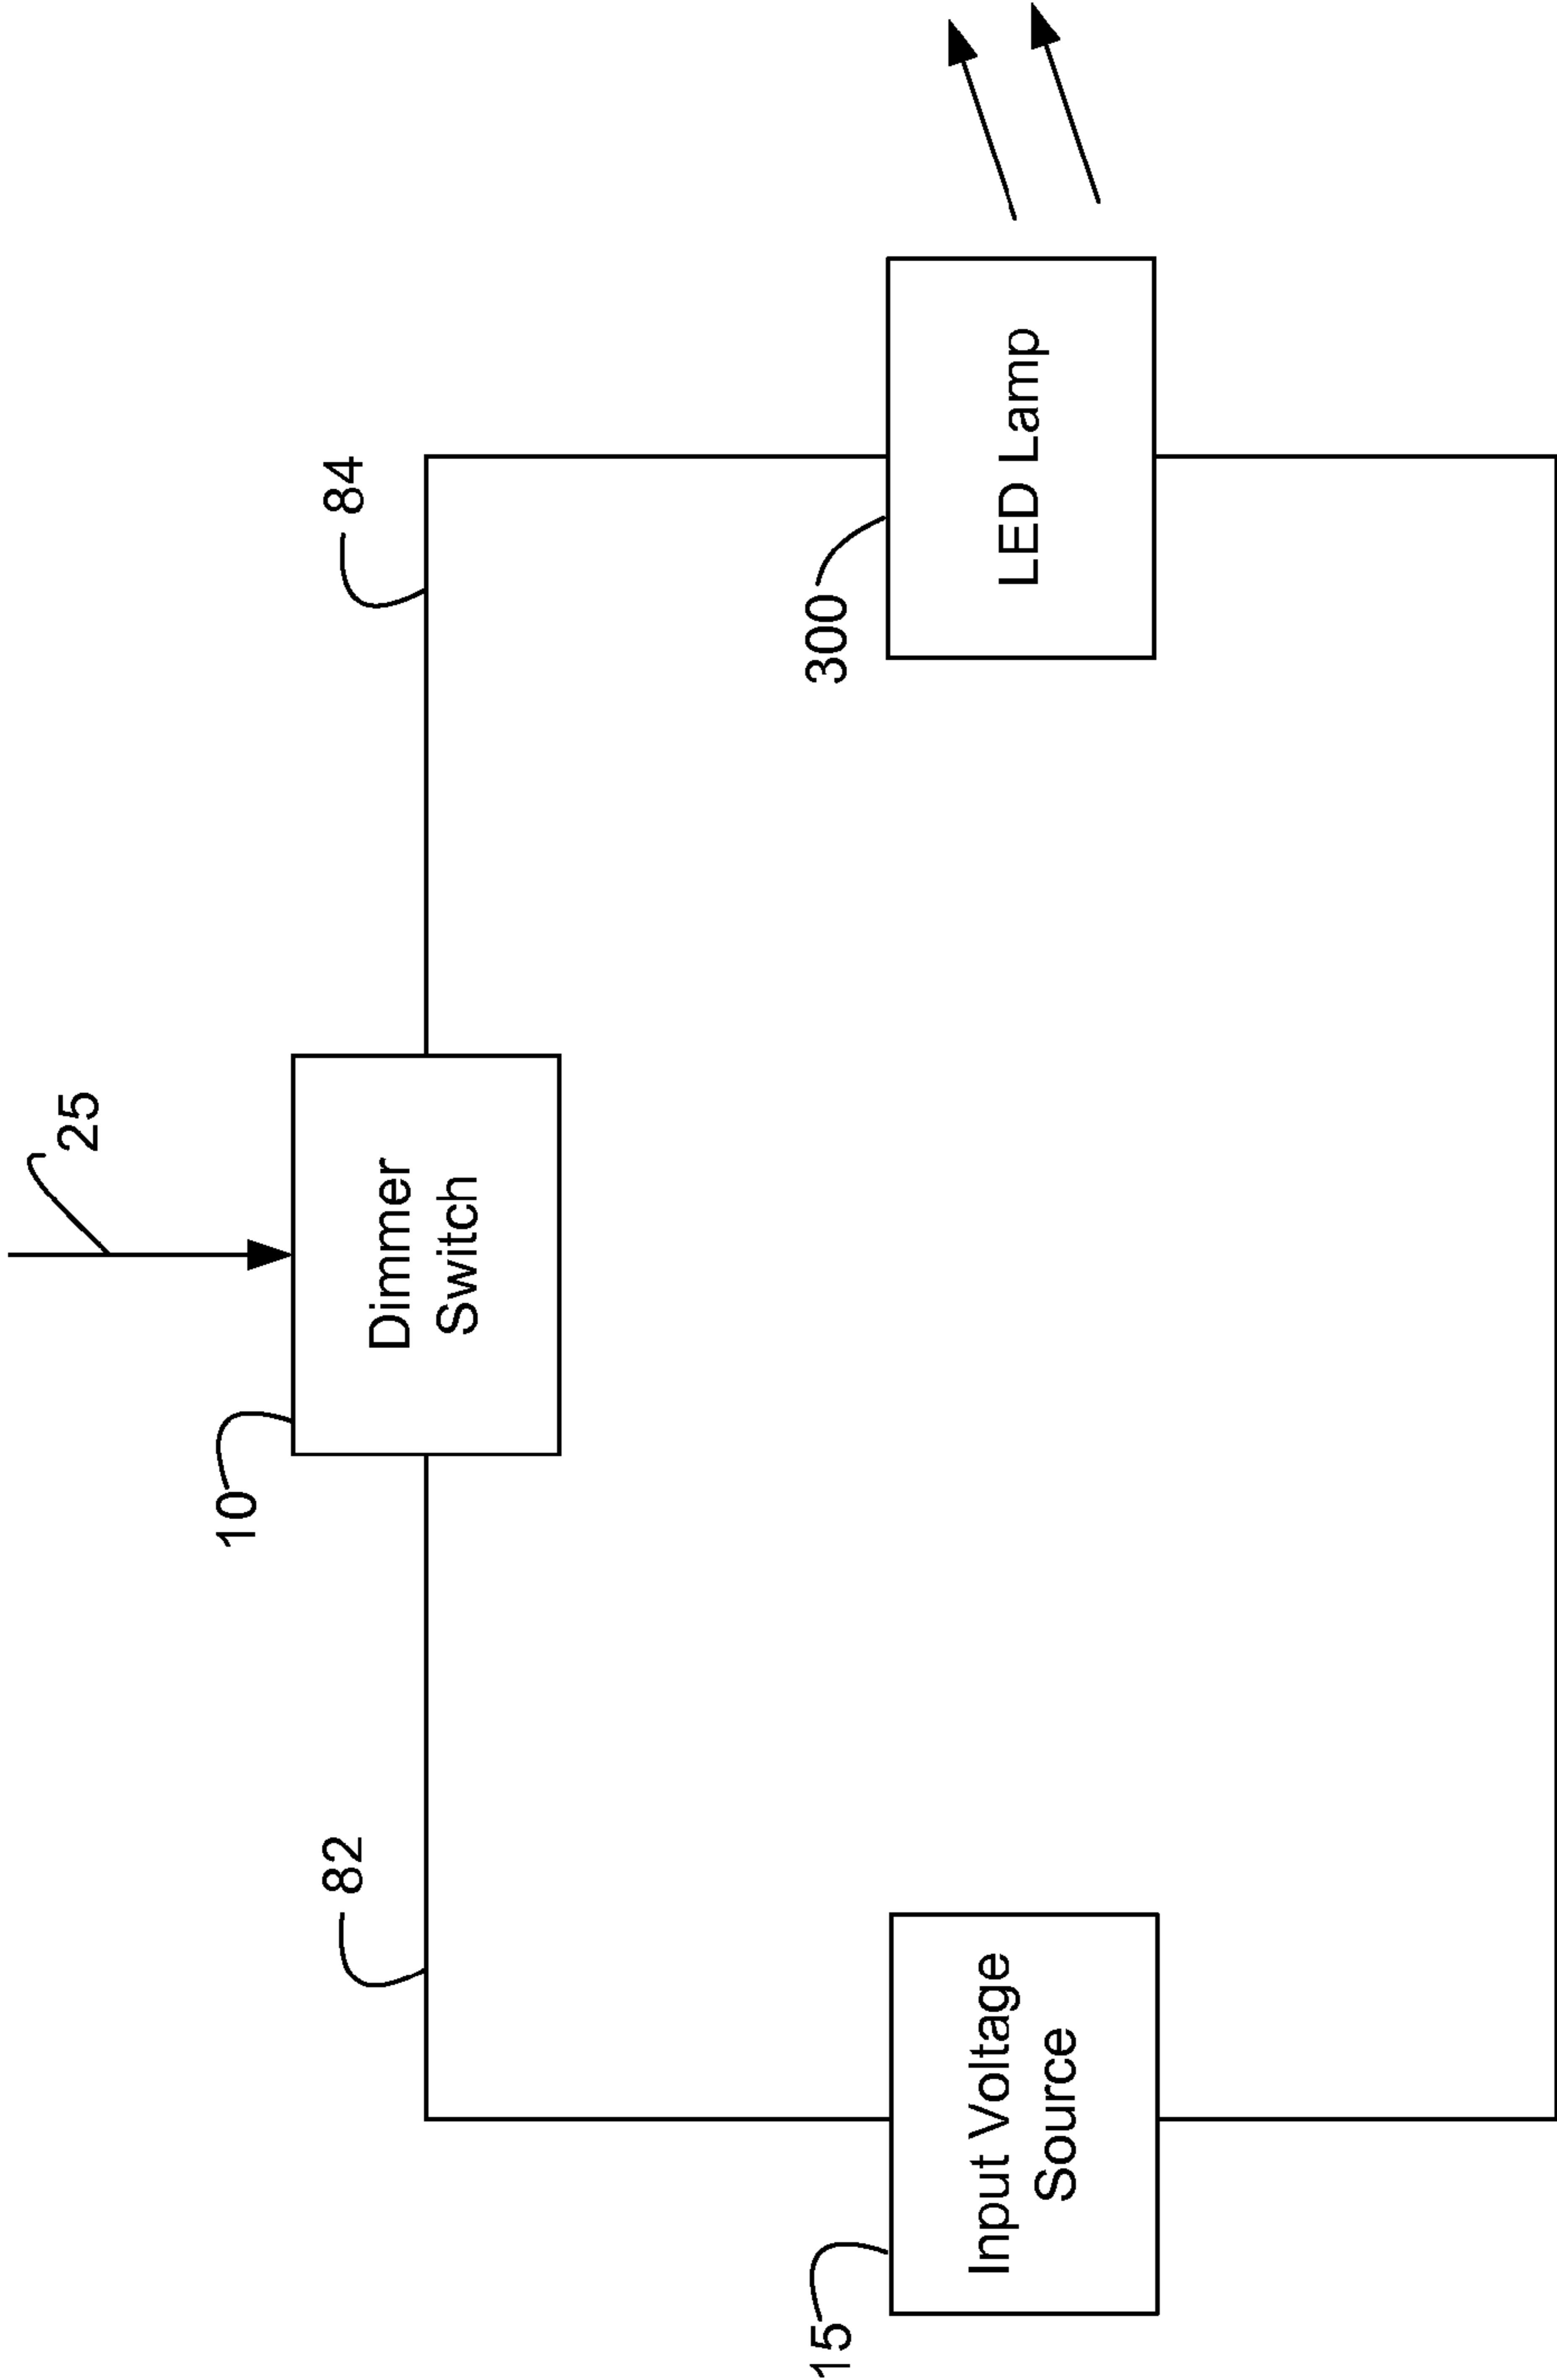 25
10
Dimmer
Switch
82
84
15
Input Voltage
Source
300
LED Lamp